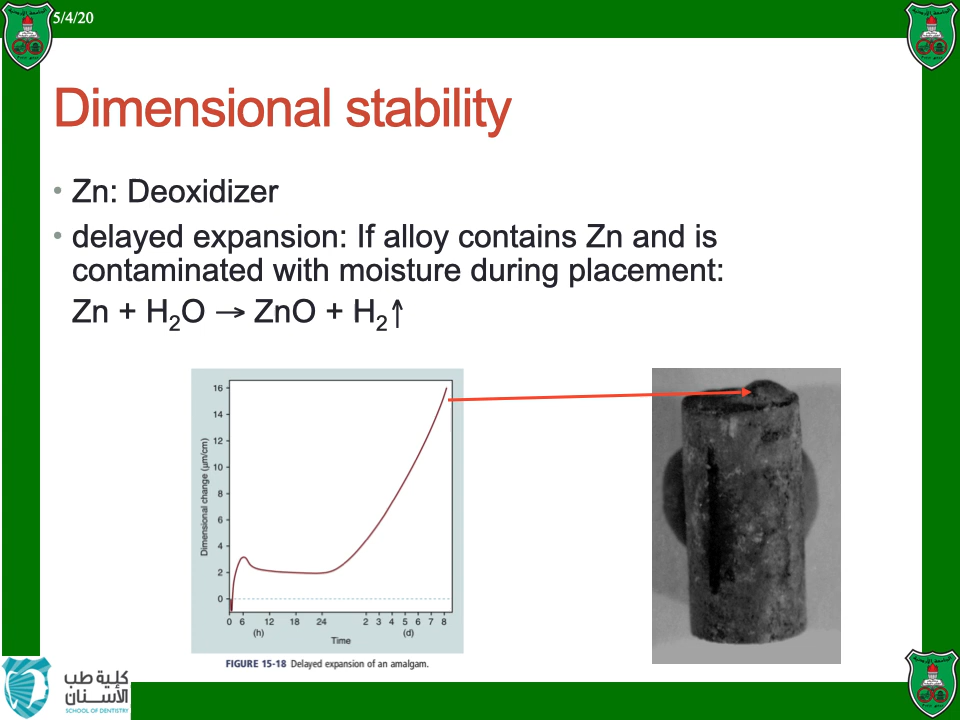 5/4/20
Dimensional stability
• Zn: Deoxidizer
• delayed expansion: If alloy contains Zn and is
contaminated with moisture during placement:
Zn + H₂O → ZnO + H₂↑
Dimensional change (μm/cm)
16
14
12
10
8
6
4
2
0
0 6 12 18 24 2 3 4 5 6 7 8
(h) (d)
Time
FIGURE 15-18 Delayed expansion of an amalgam.
كلية طب
الأسنان
SCHOOL OF DENTISTRY